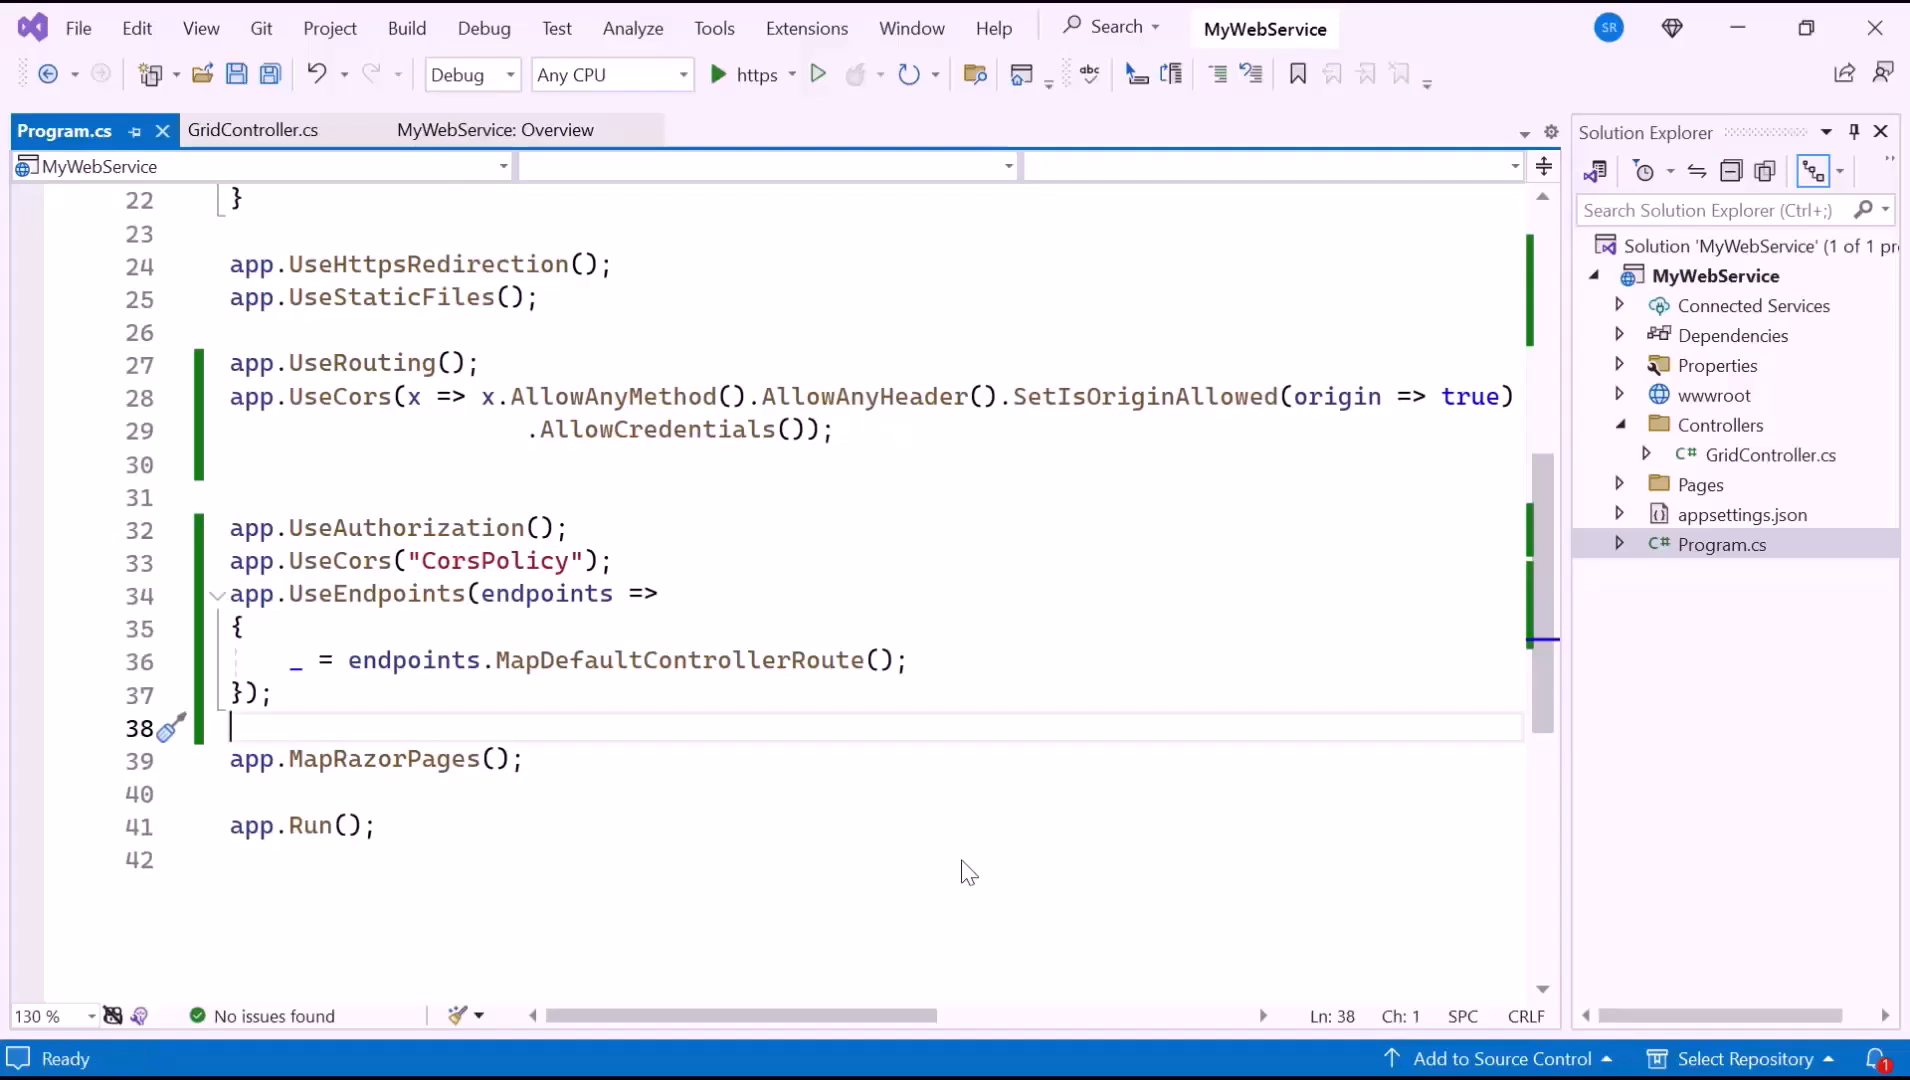 File Edit View Git Project Build Debug Test Analyze Tools Extensions Window Help Search MyWebService SR
Debug Any CPU https abc
Program.cs GridController.cs MyWebService: Overview
MyWebService
22 }
23
24 app.UseHttpsRedirection();
25 app.UseStaticFiles();
26
27 app.UseRouting();
28 app.UseCors(x => x.AllowAnyMethod().AllowAnyHeader().SetIsOriginAllowed(origin => true)
29 .AllowCredentials());
30
31
32 app.UseAuthorization();
33 app.UseCors("CorsPolicy");
34 app.UseEndpoints(endpoints =>
35 {
36 _ = endpoints.MapDefaultControllerRoute();
37 });
38
39 app.MapRazorPages();
40
41 app.Run();
42
130 % No issues found Ln: 38 Ch: 1 SPC CRLF
Solution Explorer
Search Solution Explorer (Ctrl+;)
Solution 'MyWebService' (1 of 1 pr
MyWebService
Connected Services
Dependencies
Properties
wwwroot
Controllers
C# GridController.cs
Pages
appsettings.json
C# Program.cs
Ready Add to Source Control Select Repository 1